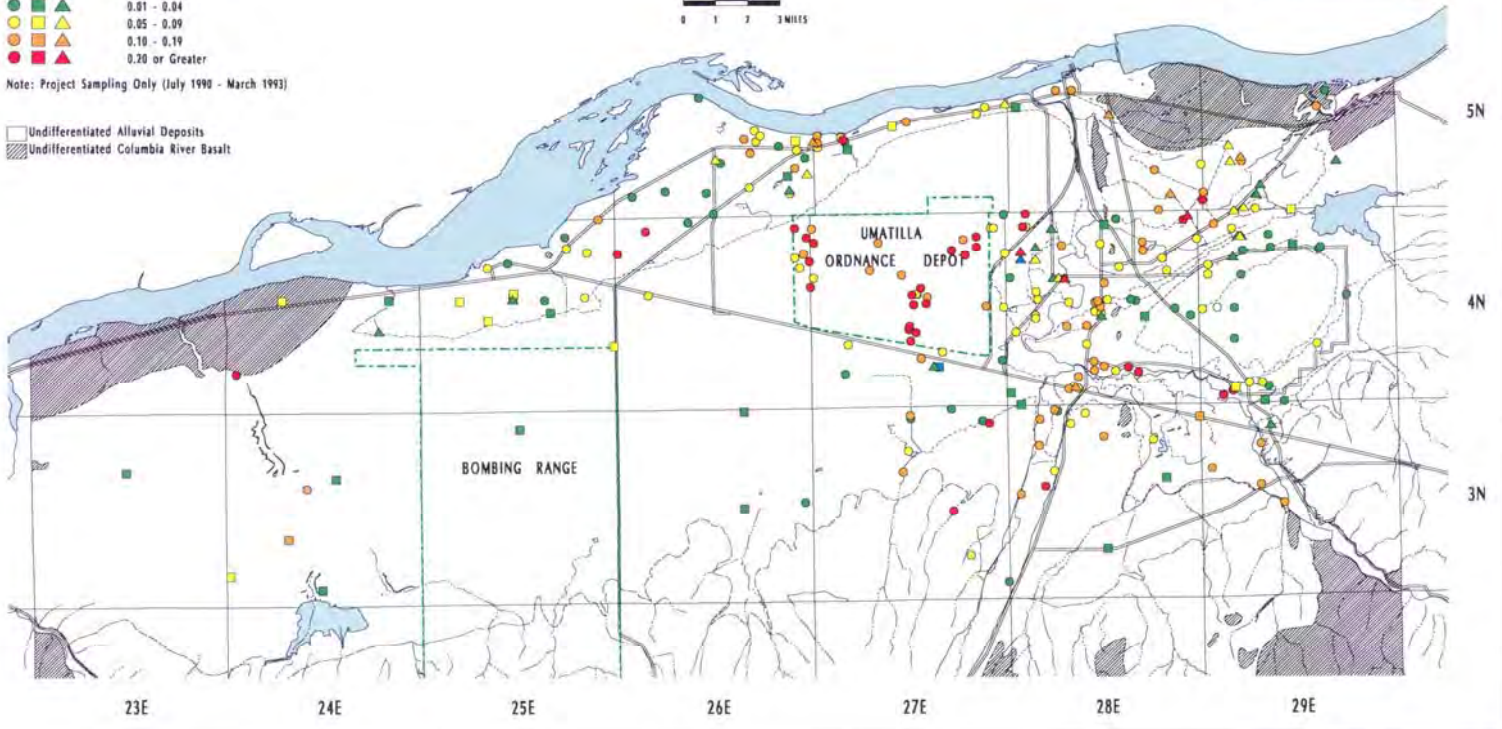 0.01 - 0.04
0.05 - 0.09
0.10 - 0.19
0.20 or Greater
0 1 2 3 MILES
Note: Project Sampling Only (July 1990 - March 1993)
Undifferentiated Alluvial Deposits
Undifferentiated Columbia River Basalt
5N
UMATILLA
ORDNANCE DEPOT
4N
BOMBING RANGE
3N
23E 24E 25E 26E 27E 28E 29E